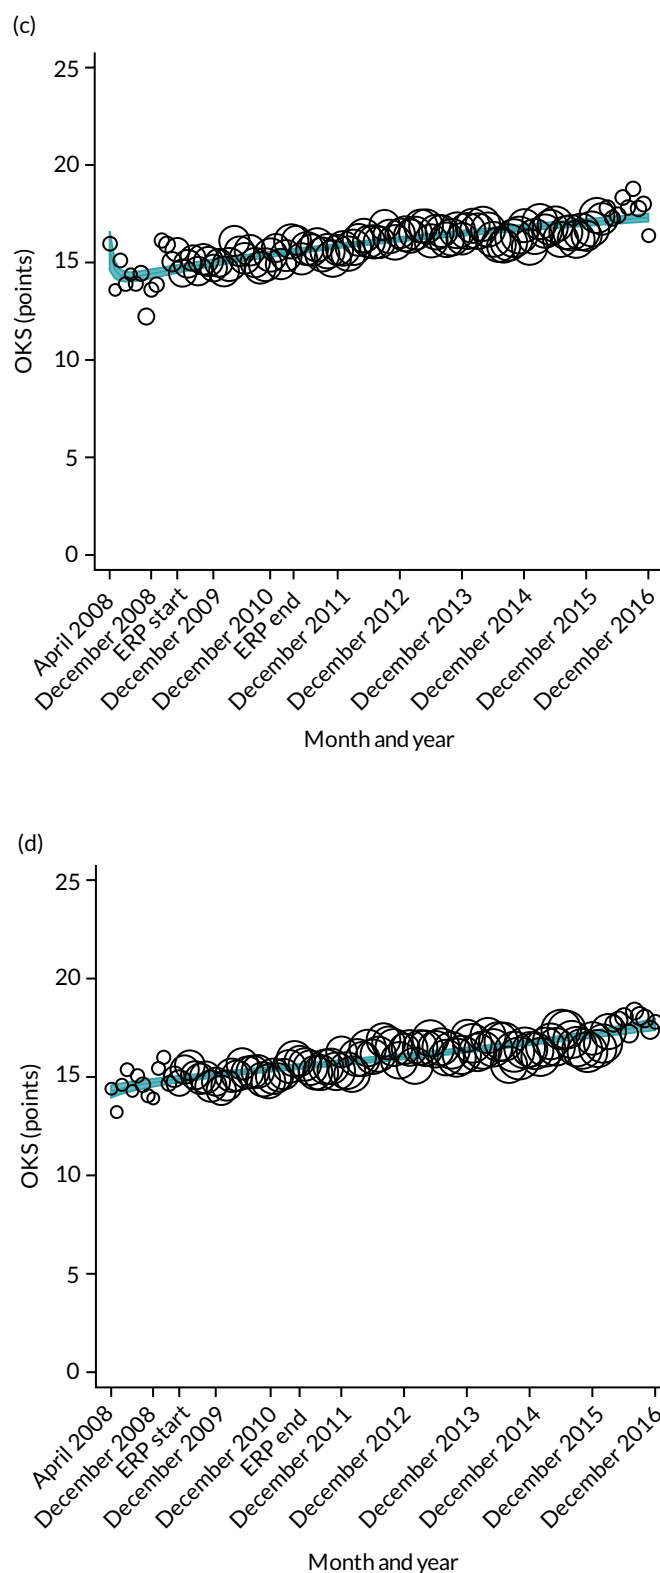 (c)
25
20
15
10
5
0
OKS (points)
April 2008
December 2008
ERP start
December 2009
December 2010
ERP end
December 2011
December 2012
December 2013
December 2014
December 2015
December 2016
Month and year
(d)
25
20
15
10
5
0
OKS (points)
April 2008
December 2008
ERP start
December 2009
December 2010
ERP end
December 2011
December 2012
December 2013
December 2014
December 2015
December 2016
Month and year